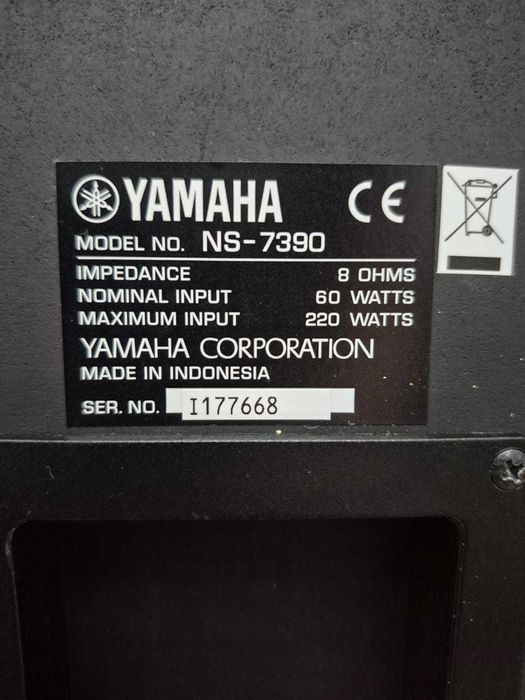 YAMAHA CE
MODEL NO. NS-7390
IMPEDANCE 8 OHMS
NOMINAL INPUT 60 WATTS
MAXIMUM INPUT 220 WATTS
YAMAHA CORPORATION
MADE IN INDONESIA
SER. NO. I177668